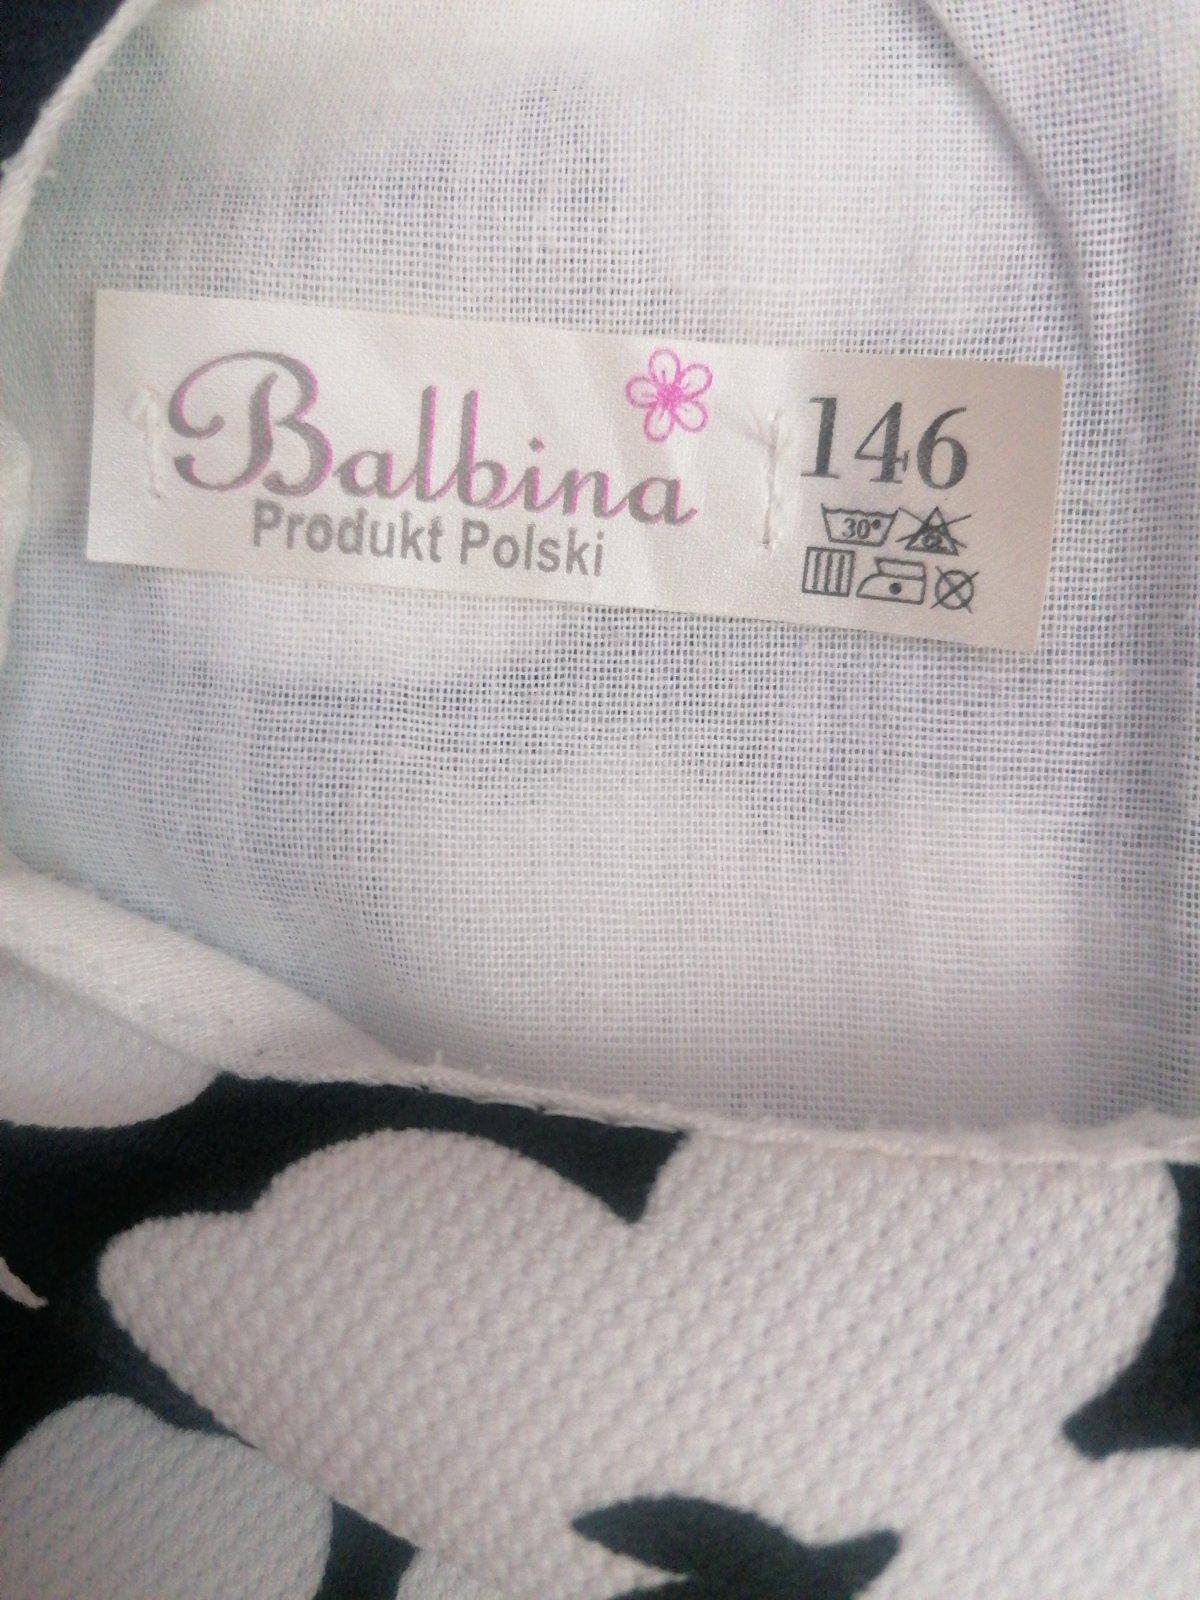 Balbina
Produkt Polski
146
30°